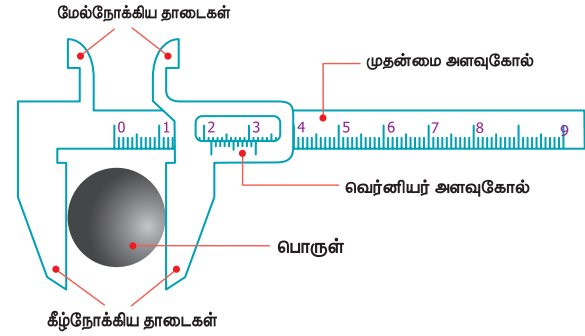 மேல்நோக்கிய தாடைகள்
முதன்மை அளவுகோல்
0 1 2 3 4 5 6 7 8 9
வெர்னியர் அளவுகோல்
பொருள்
கீழ்நோக்கிய தாடைகள்